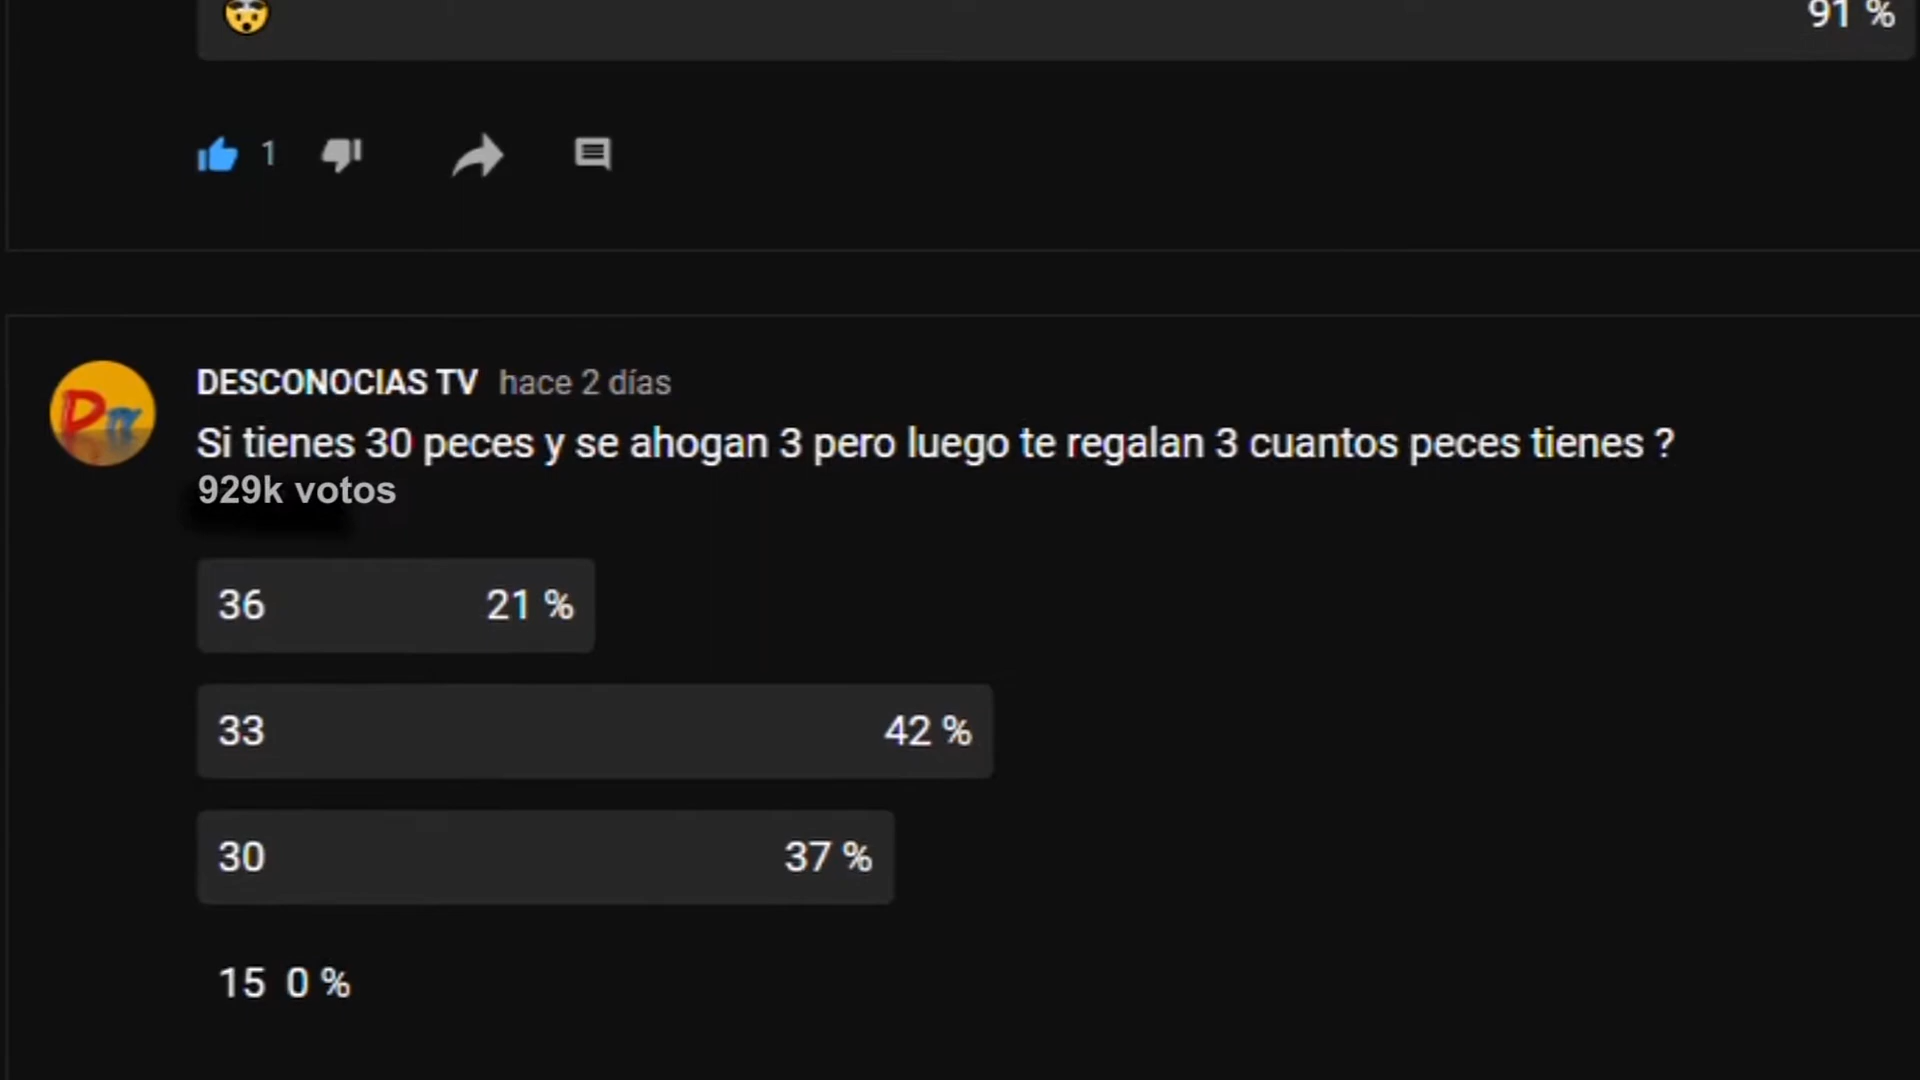 91 %
1
DESCONOCIAS TV hace 2 días
Si tienes 30 peces y se ahogan 3 pero luego te regalan 3 cuantos peces tienes ?
929k votos
36 21 %
33 42 %
30 37 %
15 0 %